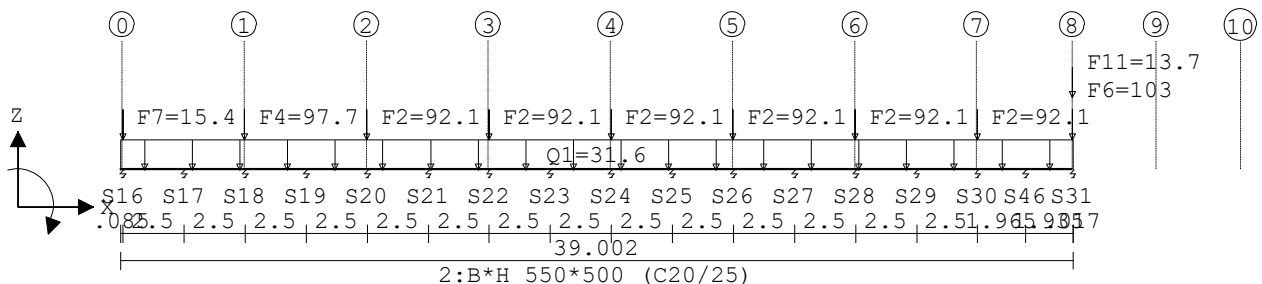 0 1 2 3 4 5 6 7 8 9 10
F11=13.7
F6=103
Z
F7=15.4 F4=97.7 F2=92.1 F2=92.1 F2=92.1 F2=92.1 F2=92.1 F2=92.1
Q1=31.6
S16 S17 S18 S19 S20 S21 S22 S23 S24 S25 S26 S27 S28 S29 S30 S46 S31
X
2.5 2.5 2.5 2.5 2.5 2.5 2.5 2.5 2.5 2.5 2.5 2.5 2.5 2.5
39.002
2:B*H 550*500 (C20/25)